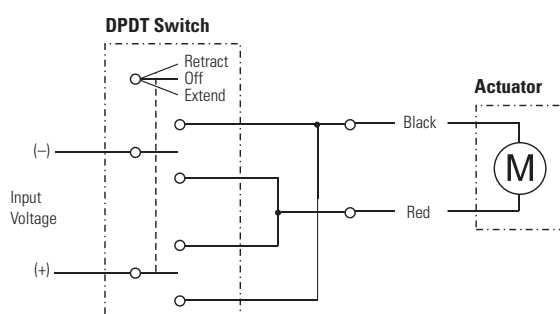 DPDT Switch
Retract
Off
Extend
Actuator
Black
(–)
M
Input
Voltage
Red
(+)